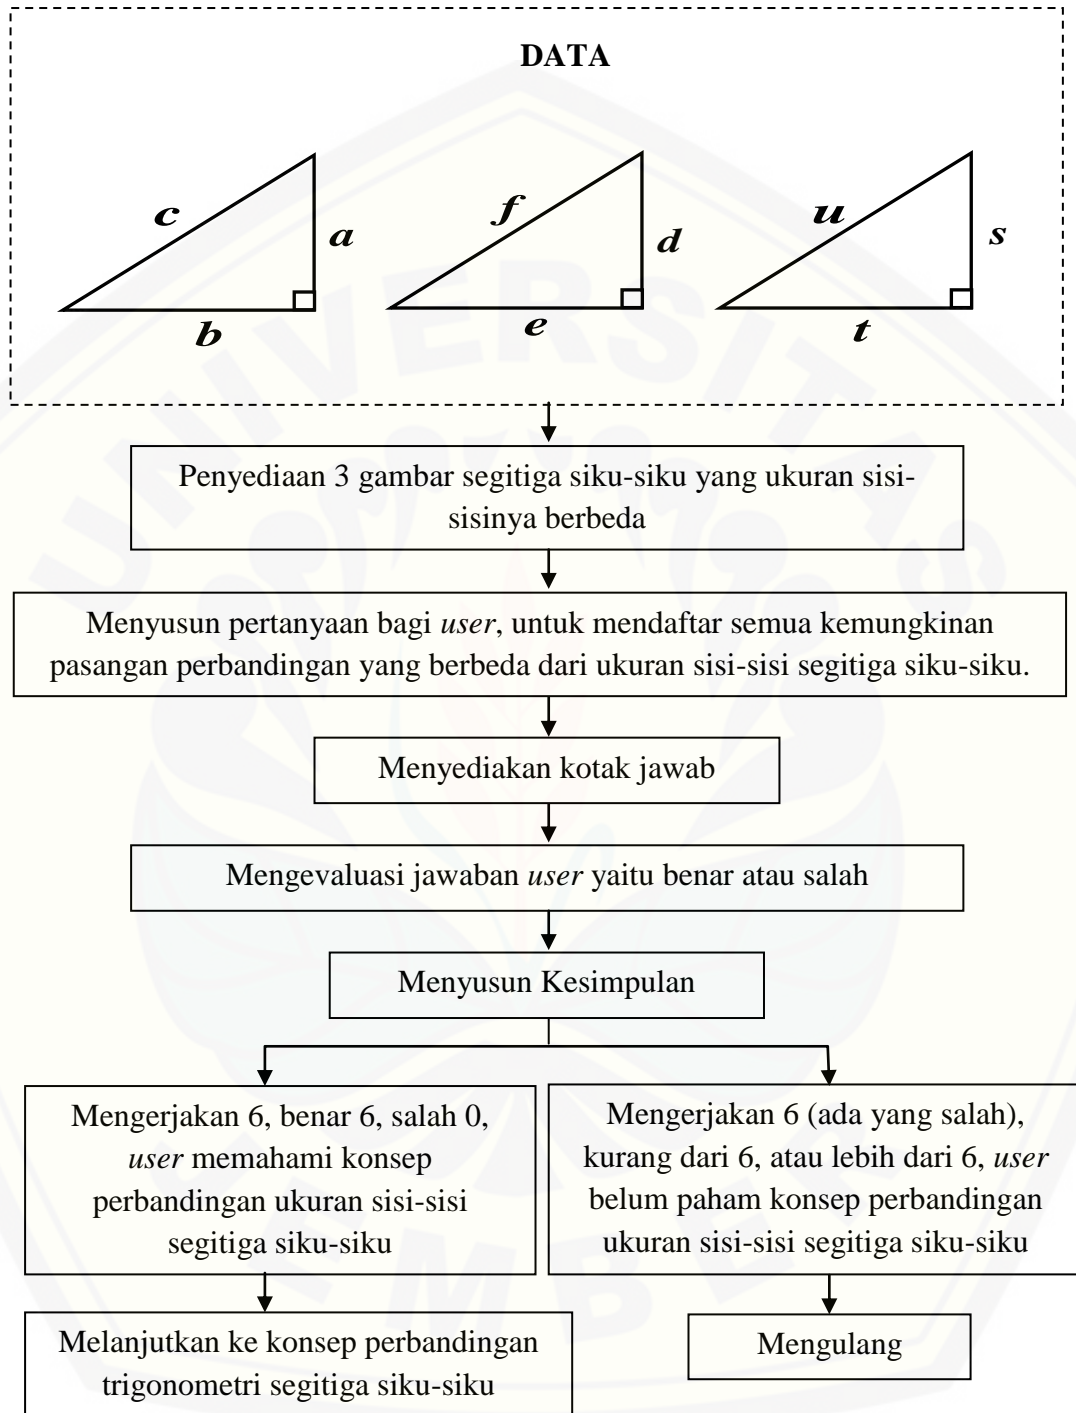 DATA
c
a
b
f
d
e
u
s
t
Penyediaan 3 gambar segitiga siku-siku yang ukuran sisi-
sisinya berbeda
Menyusun pertanyaan bagi user, untuk mendaftar semua kemungkinan
pasangan perbandingan yang berbeda dari ukuran sisi-sisi segitiga siku-siku.
Menyediakan kotak jawab
Mengevaluasi jawaban user yaitu benar atau salah
Menyusun Kesimpulan
Mengerjakan 6, benar 6, salah 0,
user memahami konsep
perbandingan ukuran sisi-sisi
segitiga siku-siku
Mengerjakan 6 (ada yang salah),
kurang dari 6, atau lebih dari 6, user
belum paham konsep perbandingan
ukuran sisi-sisi segitiga siku-siku
Melanjutkan ke konsep perbandingan
trigonometri segitiga siku-siku
Mengulang
UNIVERSITAS
JEMBER